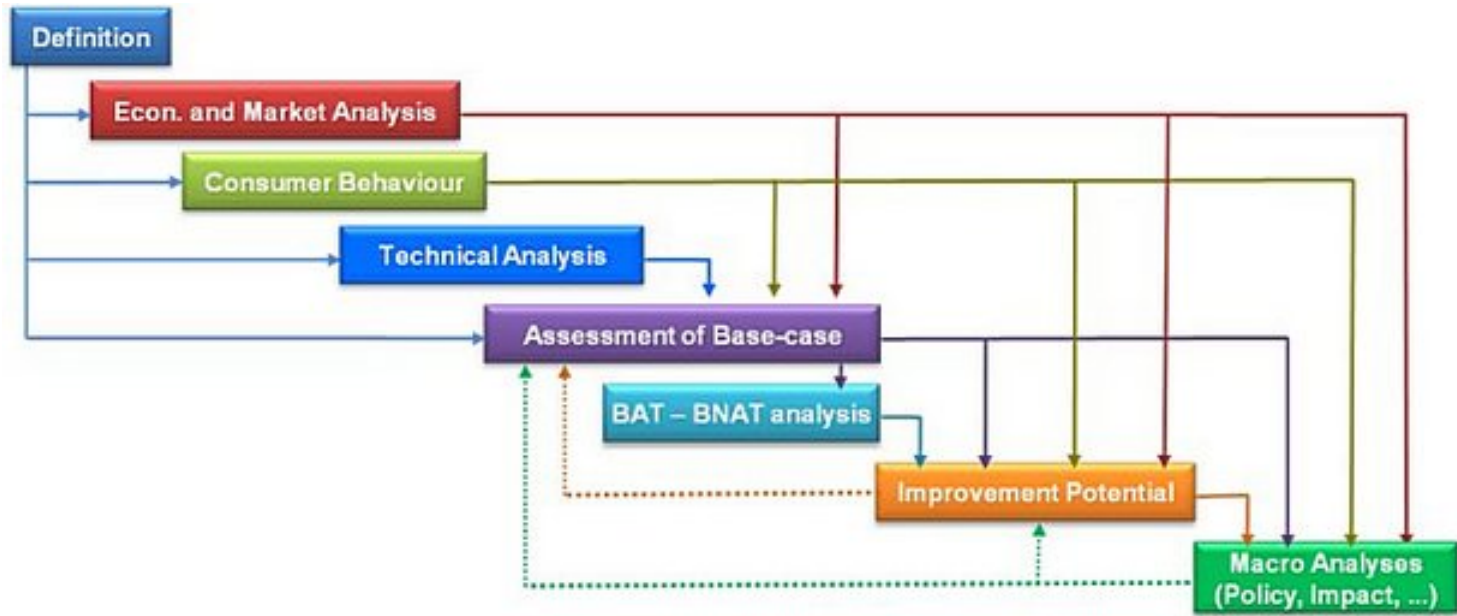 Definition
Econ. and Market Analysis
Consumer Behaviour
Technical Analysis
Assessment of Base-case
BAT – BNAT analysis
Improvement Potential
Macro Analyses
(Policy, Impact, ...)